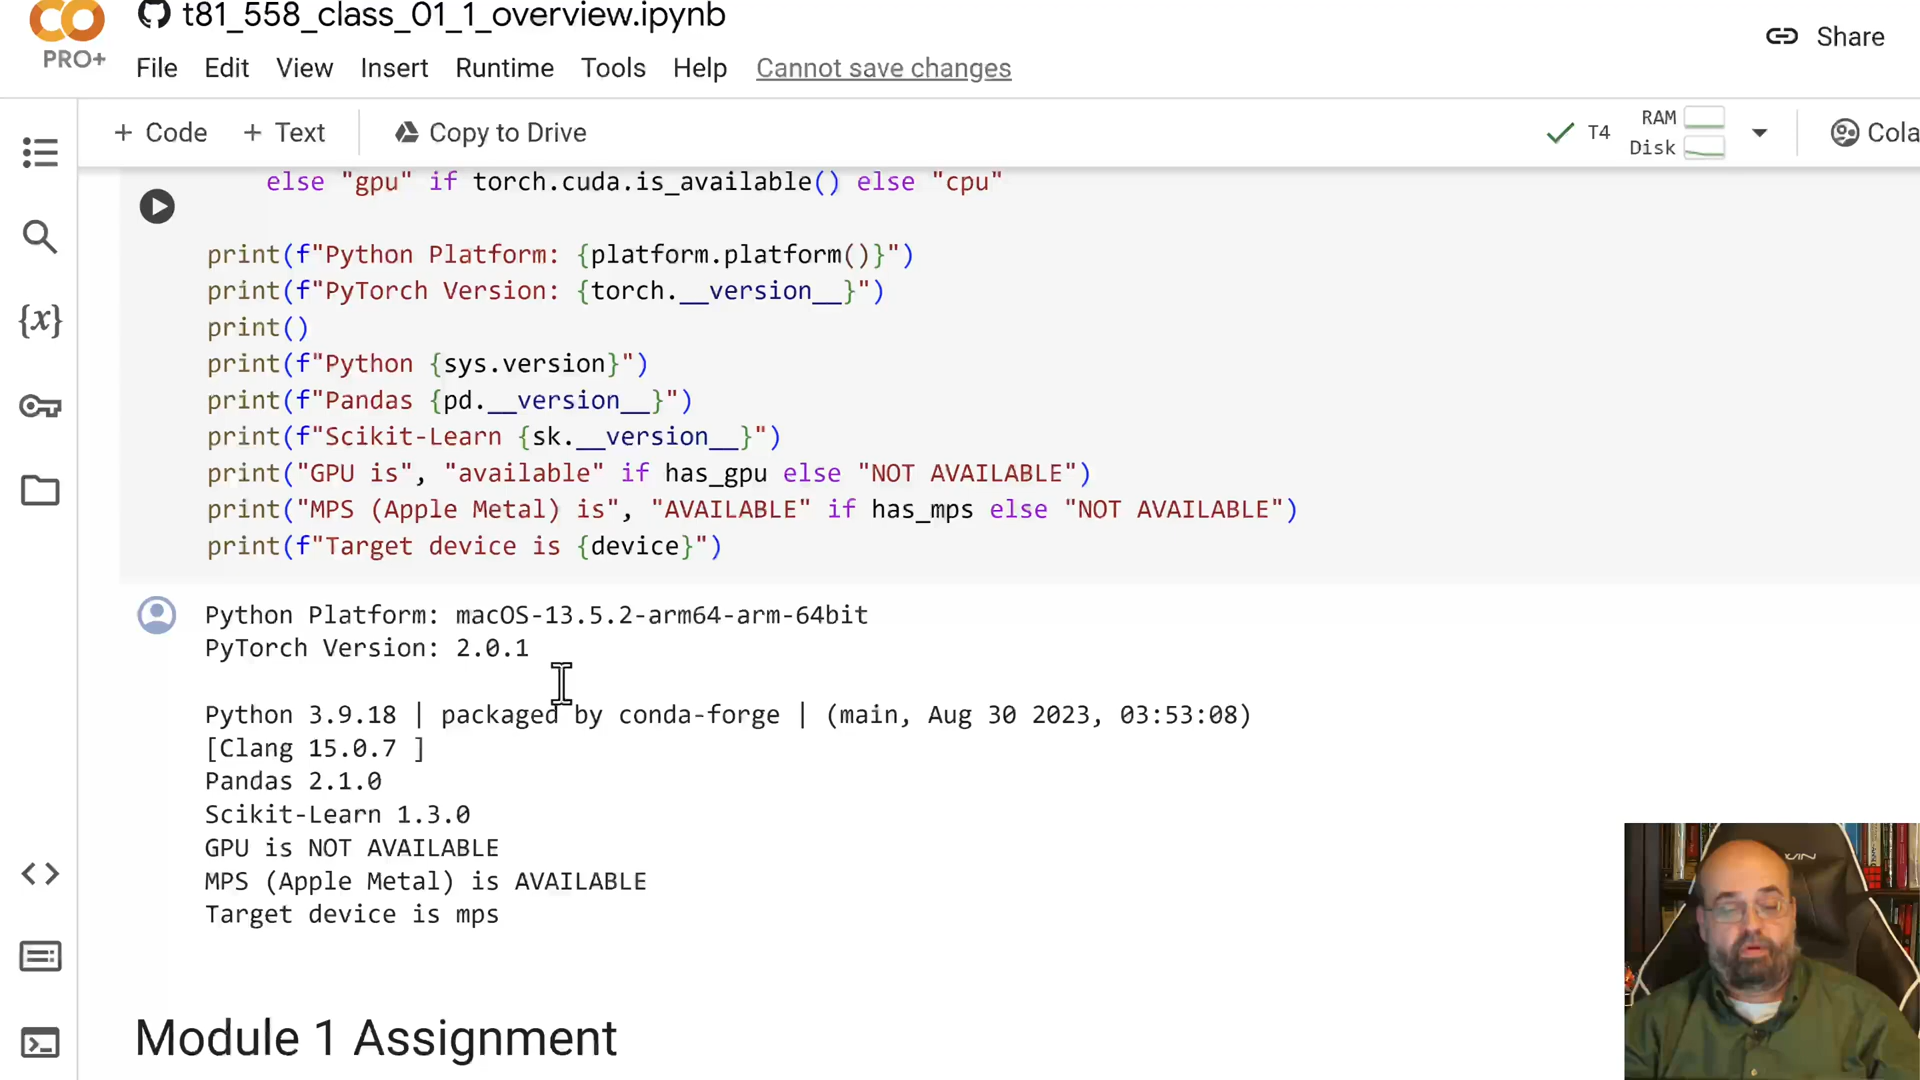 t81_558_class_01_1_overview.ipynb
PRO+
File Edit View Insert Runtime Tools Help Cannot save changes
Share
+ Code + Text Copy to Drive
T4 RAM
Disk
Cola
else "gpu" if torch.cuda.is_available() else "cpu"
print(f"Python Platform: {platform.platform()}")
print(f"PyTorch Version: {torch.__version__}")
print()
print(f"Python {sys.version}")
print(f"Pandas {pd.__version__}")
print(f"Scikit-Learn {sk.__version__}")
print("GPU is", "available" if has_gpu else "NOT AVAILABLE")
print("MPS (Apple Metal) is", "AVAILABLE" if has_mps else "NOT AVAILABLE")
print(f"Target device is {device}")
Python Platform: macOS-13.5.2-arm64-arm-64bit
PyTorch Version: 2.0.1
Python 3.9.18 | packaged by conda-forge | (main, Aug 30 2023, 03:53:08)
[Clang 15.0.7 ]
Pandas 2.1.0
Scikit-Learn 1.3.0
GPU is NOT AVAILABLE
MPS (Apple Metal) is AVAILABLE
Target device is mps
Module 1 Assignment